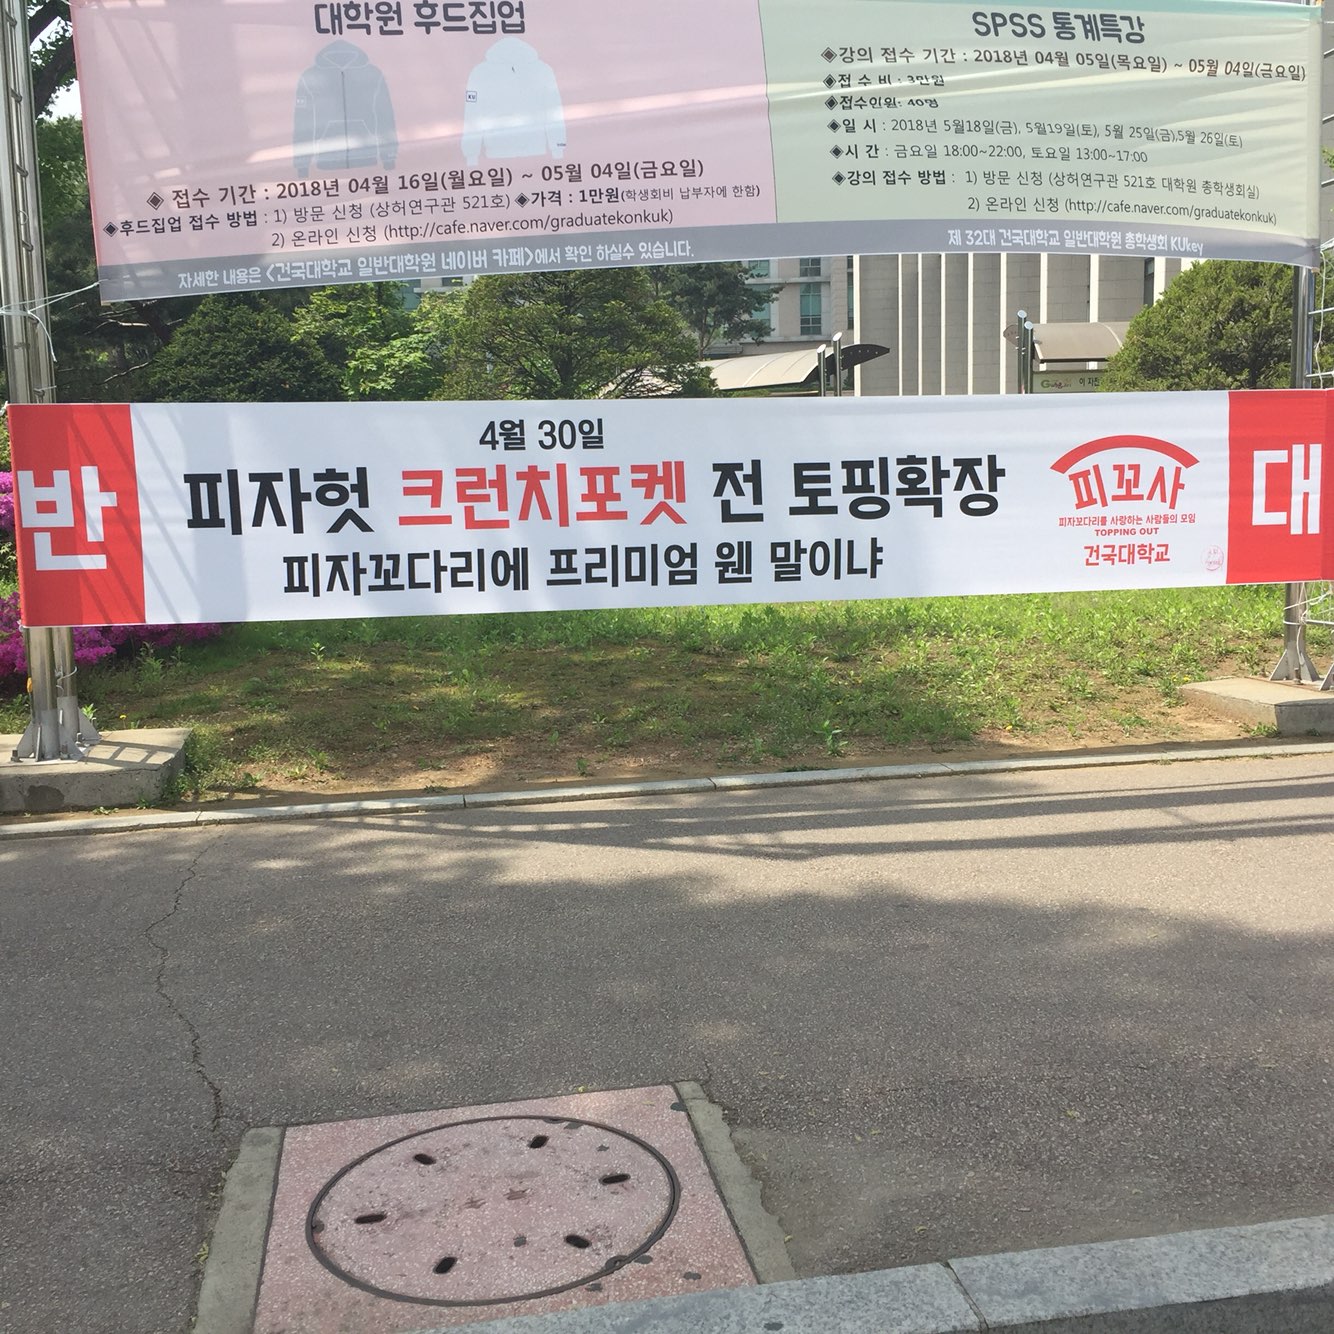 대학원 후드집업
◈ 접수 기간 : 2018년 04월 16일(월요일) ~ 05월 04일(금요일)
◈후드집업 접수 방법 : 1) 방문 신청 (상허연구관 521호) ◈가격 : 1만원(학생회비 납부자에 한함)
2) 온라인 신청 (http://cafe.naver.com/graduatekonkuk)
자세한 내용은 <건국대학교 일반대학원 네이버 카페>에서 확인 하실수 있습니다.
SPSS 통계특강
◈강의 접수 기간 : 2018년 04월 05일(목요일) ~ 05월 04일(금요일)
◈접 수 비 : 3만원
◈접수인원: 40명
◈일 시 : 2018년 5월18일(금), 5월19일(토), 5월 25일(금),5월 26일(토)
◈시 간 : 금요일 18:00~22:00, 토요일 13:00~17:00
◈강의 접수 방법 : 1) 방문 신청 (상허연구관 521호 대학원 총학생회실)
2) 온라인 신청 (http://cafe.naver.com/graduatekonkuk)
제 32대 건국대학교 일반대학원 총학생회 KUkey
반
4월 30일
피자헛 크런치포켓 전 토핑확장
피자꼬다리에 프리미엄 웬 말이냐
피꼬사
피자꼬다리를 사랑하는 사람들의 모임
TOPPING OUT
건국대학교
대